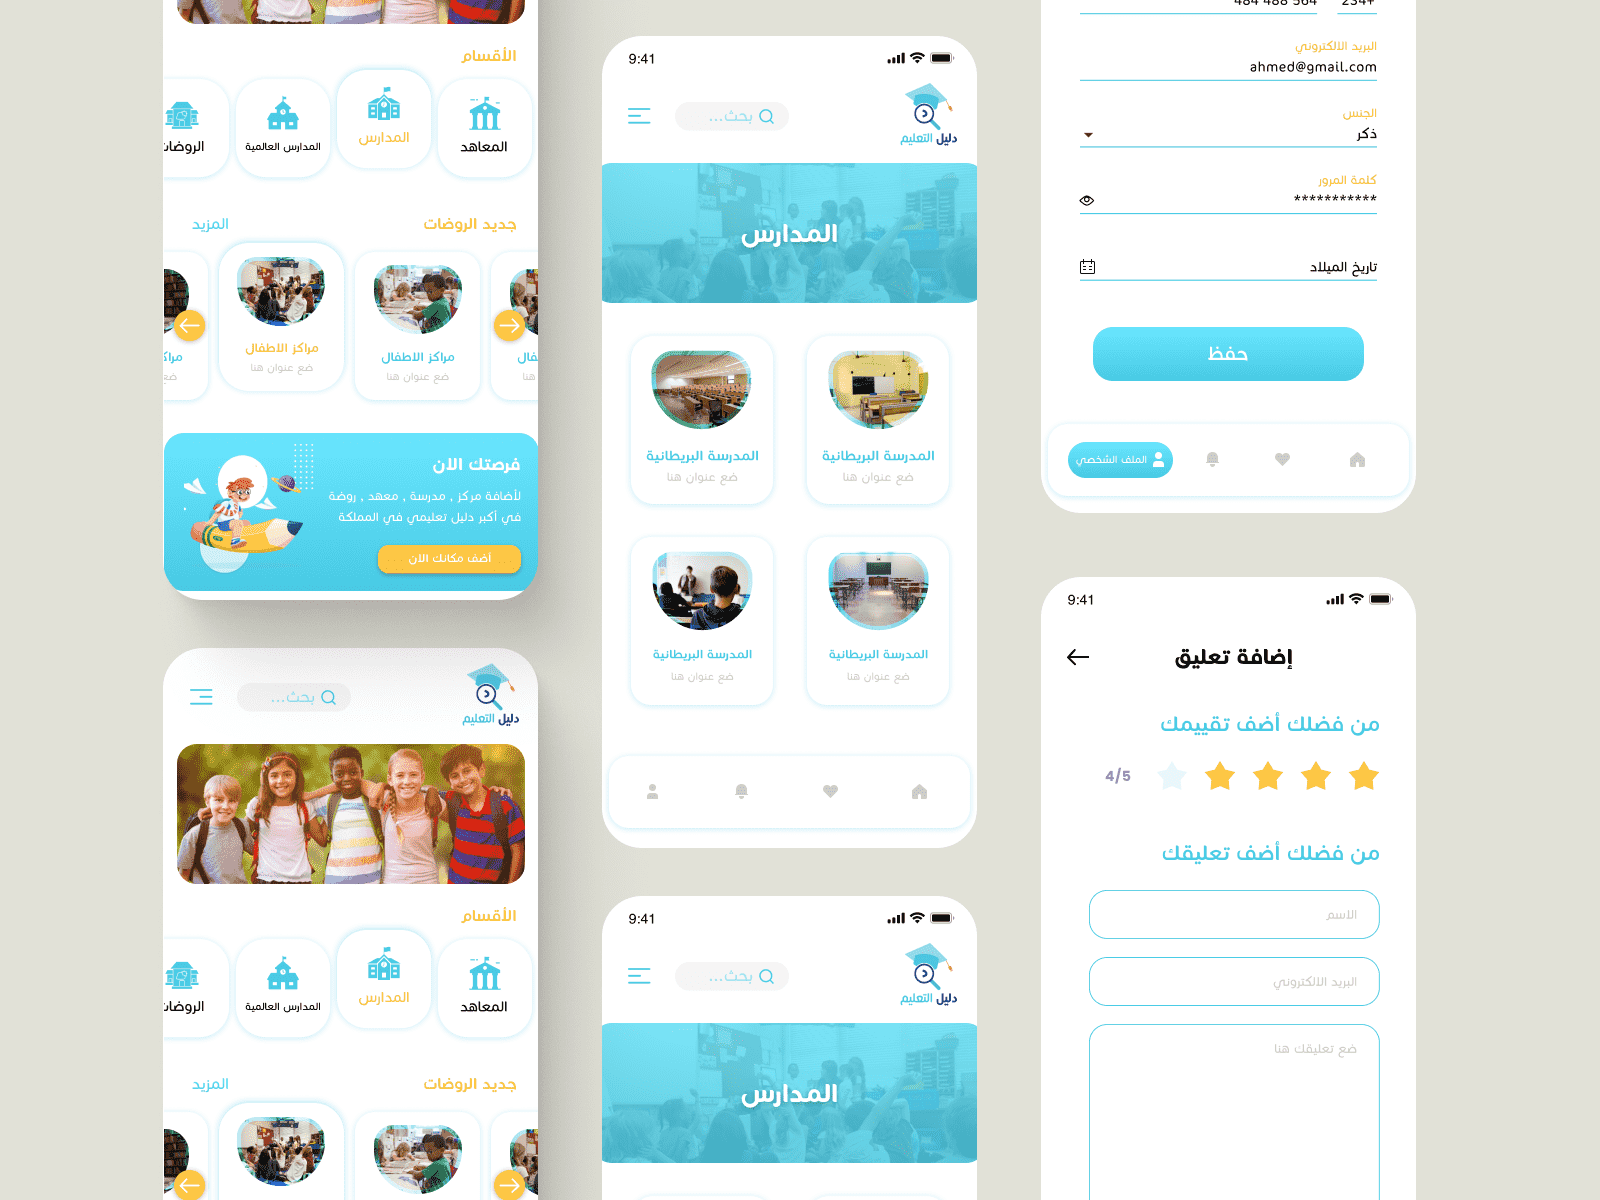 الأقسام
المعاهد
المدارس
المدارس العالمية
الروضات
جديد الروضات
المزيد
مراكز الاطفال
ضع عنوان هنا
مراكز الاطفال
ضع عنوان هنا
فرصتك الان
لأضافة مركز , مدرسة , معهد , روضة
في أكبر دليل تعليمي في المملكة
أضف مكانك الان
دليل التعليم
بحث...
الأقسام
المعاهد
المدارس
المدارس العالمية
الروضات
جديد الروضات
المزيد
9:41
دليل التعليم
بحث...
المدارس
المدرسة البريطانية
ضع عنوان هنا
المدرسة البريطانية
ضع عنوان هنا
المدرسة البريطانية
ضع عنوان هنا
المدرسة البريطانية
ضع عنوان هنا
9:41
دليل التعليم
بحث...
المدارس
234+
484 488 564
البريد الالكتروني
ahmed@gmail.com
الجنس
ذكر
كلمة المرور
***********
تاريخ الميلاد
حفظ
الملف الشخصي
9:41
إضافة تعليق
من فضلك أضف تقييمك
4/5
من فضلك أضف تعليقك
الاسم
البريد الالكتروني
ضع تعليقك هنا